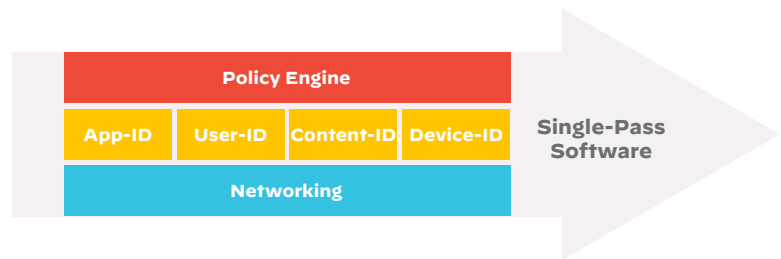 Policy Engine
App-ID User-ID Content-ID Device-ID
Networking
Single-Pass
Software